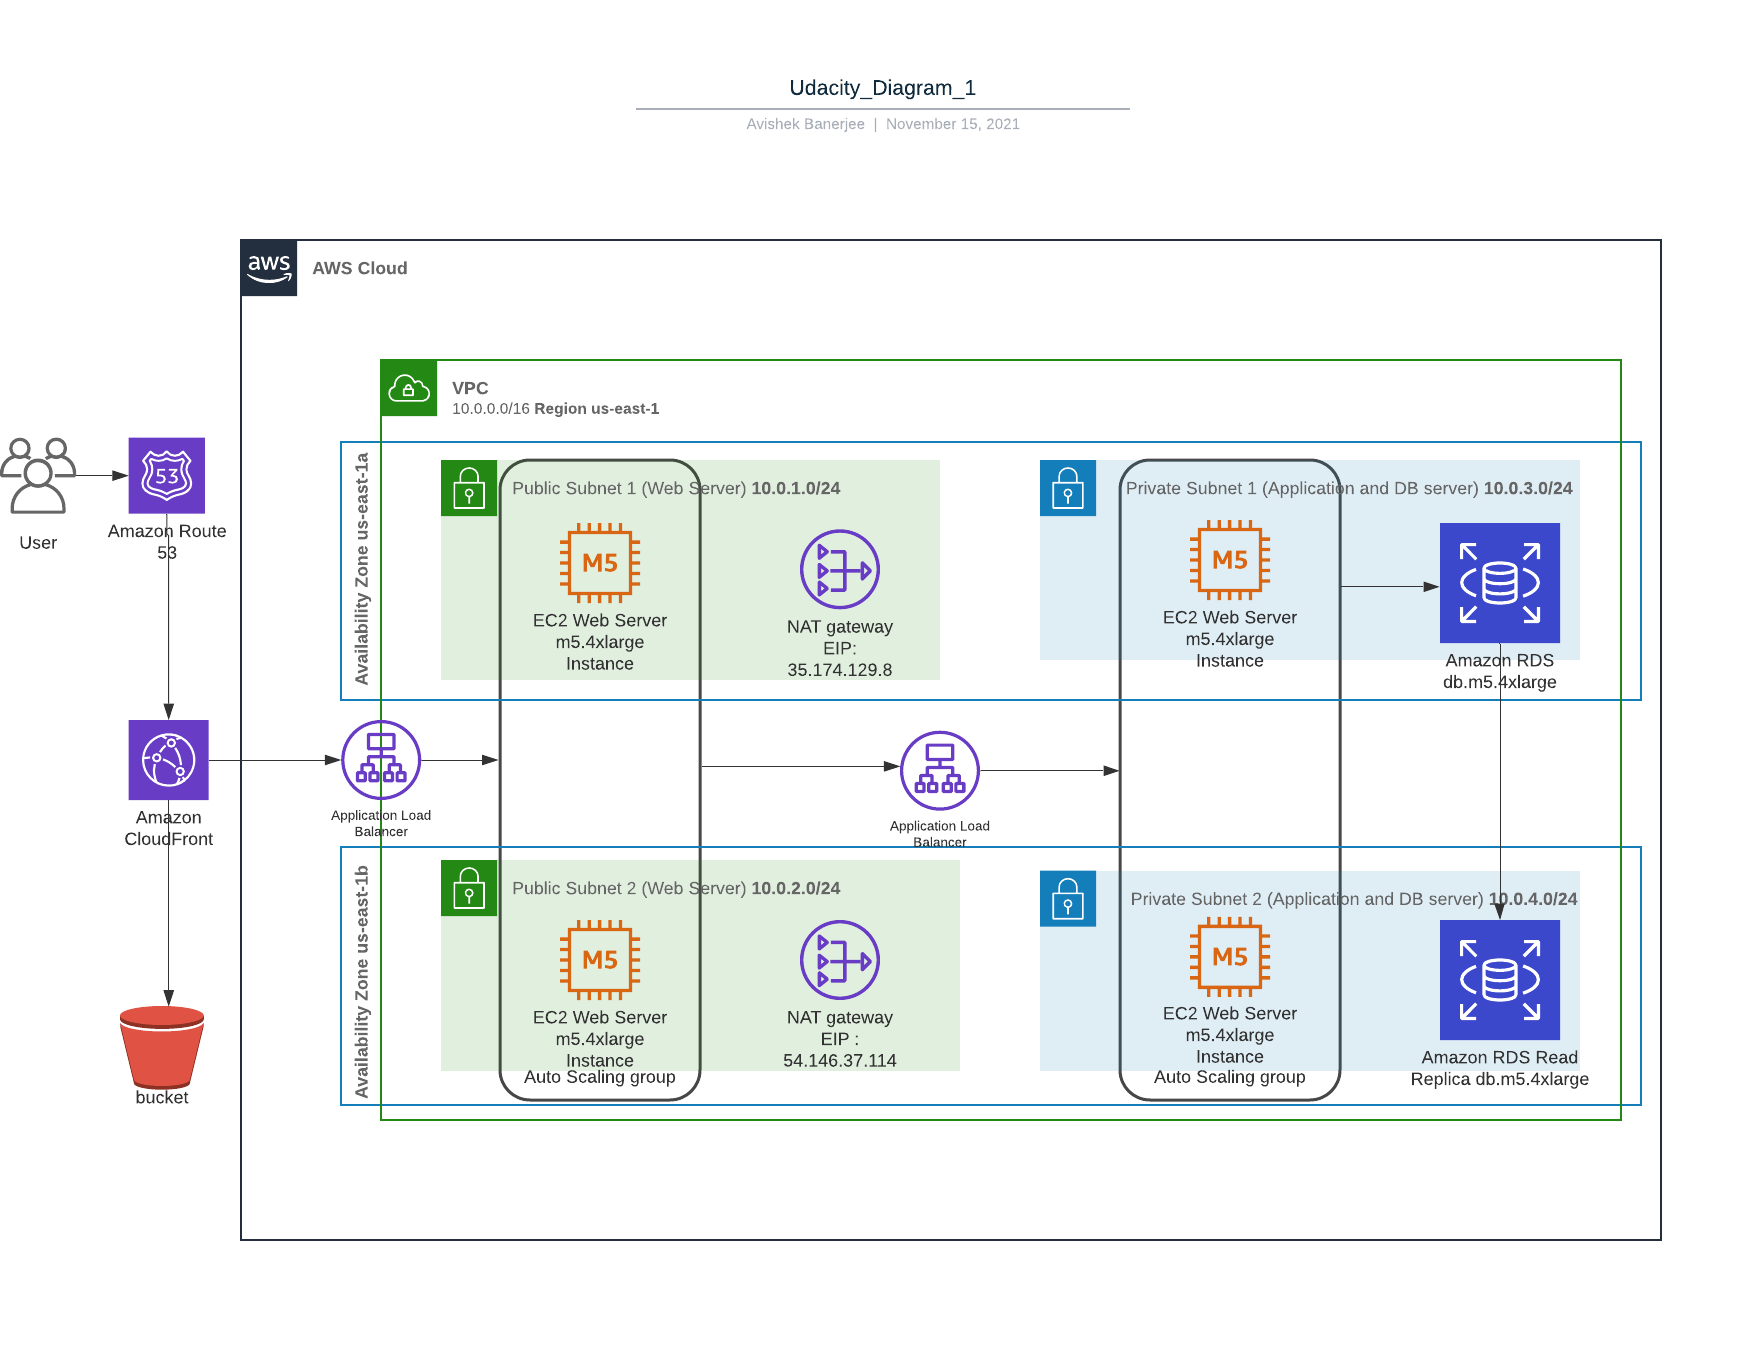 Udacity_Diagram_1
Avishek Banerjee | November 15, 2021
aws
AWS Cloud
VPC
10.0.0.0/16 Region us-east-1
User
53
Amazon Route
53
Availability Zone us-east-1a
Public Subnet 1 (Web Server) 10.0.1.0/24
M5
EC2 Web Server
m5.4xlarge
Instance
NAT gateway
EIP:
35.174.129.8
Private Subnet 1 (Application and DB server) 10.0.3.0/24
M5
EC2 Web Server
m5.4xlarge
Instance
Amazon RDS
db.m5.4xlarge
Amazon
CloudFront
Application Load
Balancer
Application Load
Balancer
Availability Zone us-east-1b
Public Subnet 2 (Web Server) 10.0.2.0/24
M5
EC2 Web Server
m5.4xlarge
Instance
Auto Scaling group
NAT gateway
EIP :
54.146.37.114
Private Subnet 2 (Application and DB server) 10.0.4.0/24
M5
EC2 Web Server
m5.4xlarge
Instance
Auto Scaling group
Amazon RDS Read
Replica db.m5.4xlarge
bucket